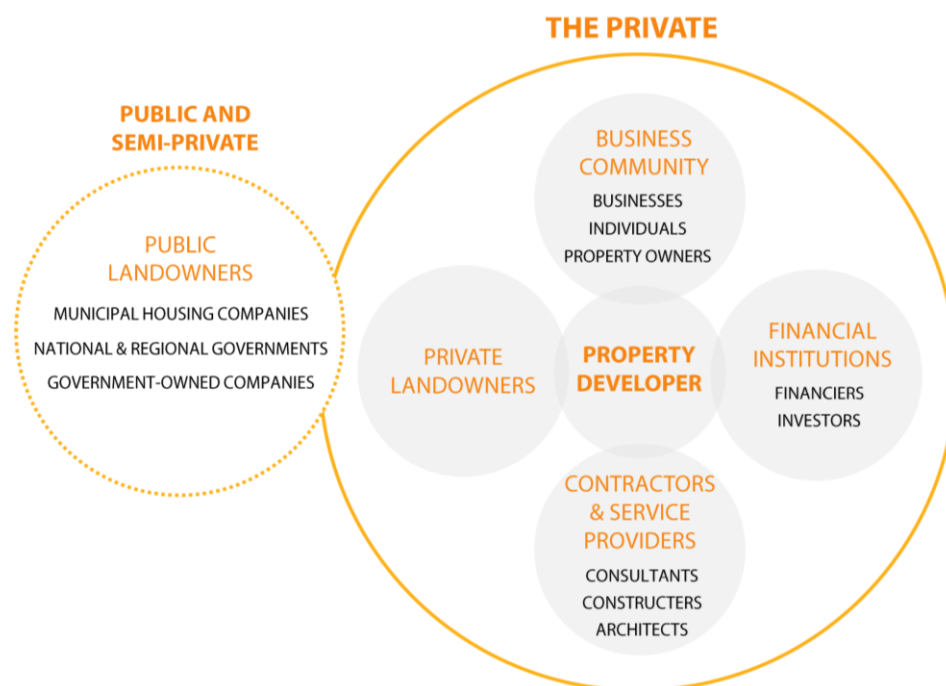 THE PRIVATE
PUBLIC AND
SEMI-PRIVATE
PUBLIC
LANDOWNERS
MUNICIPAL HOUSING COMPANIES
NATIONAL & REGIONAL GOVERNMENTS
GOVERNMENT-OWNED COMPANIES
BUSINESS
COMMUNITY
BUSINESSES
INDIVIDUALS
PROPERTY OWNERS
PRIVATE
LANDOWNERS
PROPERTY
DEVELOPER
FINANCIAL
INSTITUTIONS
FINANCIERS
INVESTORS
CONTRACTORS
& SERVICE
PROVIDERS
CONSULTANTS
CONSTRUCTERS
ARCHITECTS